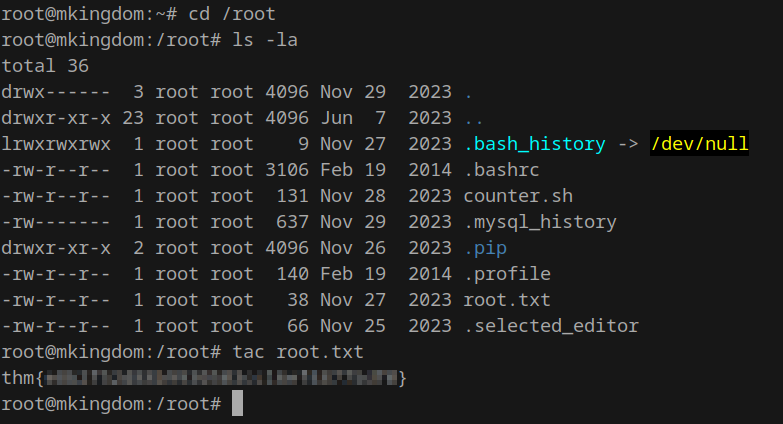 root@mkingdom:~# cd /root
root@mkingdom:/root# ls -la
total 36
drwx------  3 root root 4096 Nov 29  2023 .
drwxr-xr-x 23 root root 4096 Jun  7  2023 ..
lrwxrwxrwx  1 root root    9 Nov 27  2023 .bash_history -> /dev/null
-rw-r--r--  1 root root 3106 Feb 19  2014 .bashrc
-rw-r--r--  1 root root  131 Nov 28  2023 counter.sh
-rw-------  1 root root  637 Nov 29  2023 .mysql_history
drwxr-xr-x  2 root root 4096 Nov 26  2023 .pip
-rw-r--r--  1 root root  140 Feb 19  2014 .profile
-rw-r--r--  1 root root   38 Nov 27  2023 root.txt
-rw-r--r--  1 root root   66 Nov 25  2023 .selected_editor
root@mkingdom:/root# tac root.txt
thm{}
root@mkingdom:/root#